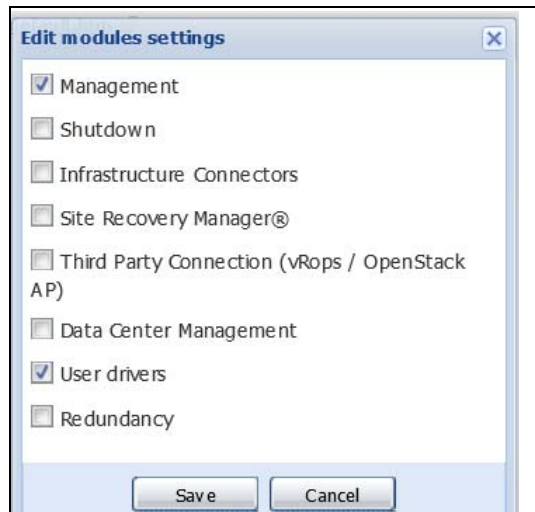 Edit modules settings
Management
Shutdown
Infrastructure Connectors
Site Recovery Manager®
Third Party Connection (vRops / OpenStack
AP)
Data Center Management
User drivers
Redundancy
Save Cancel